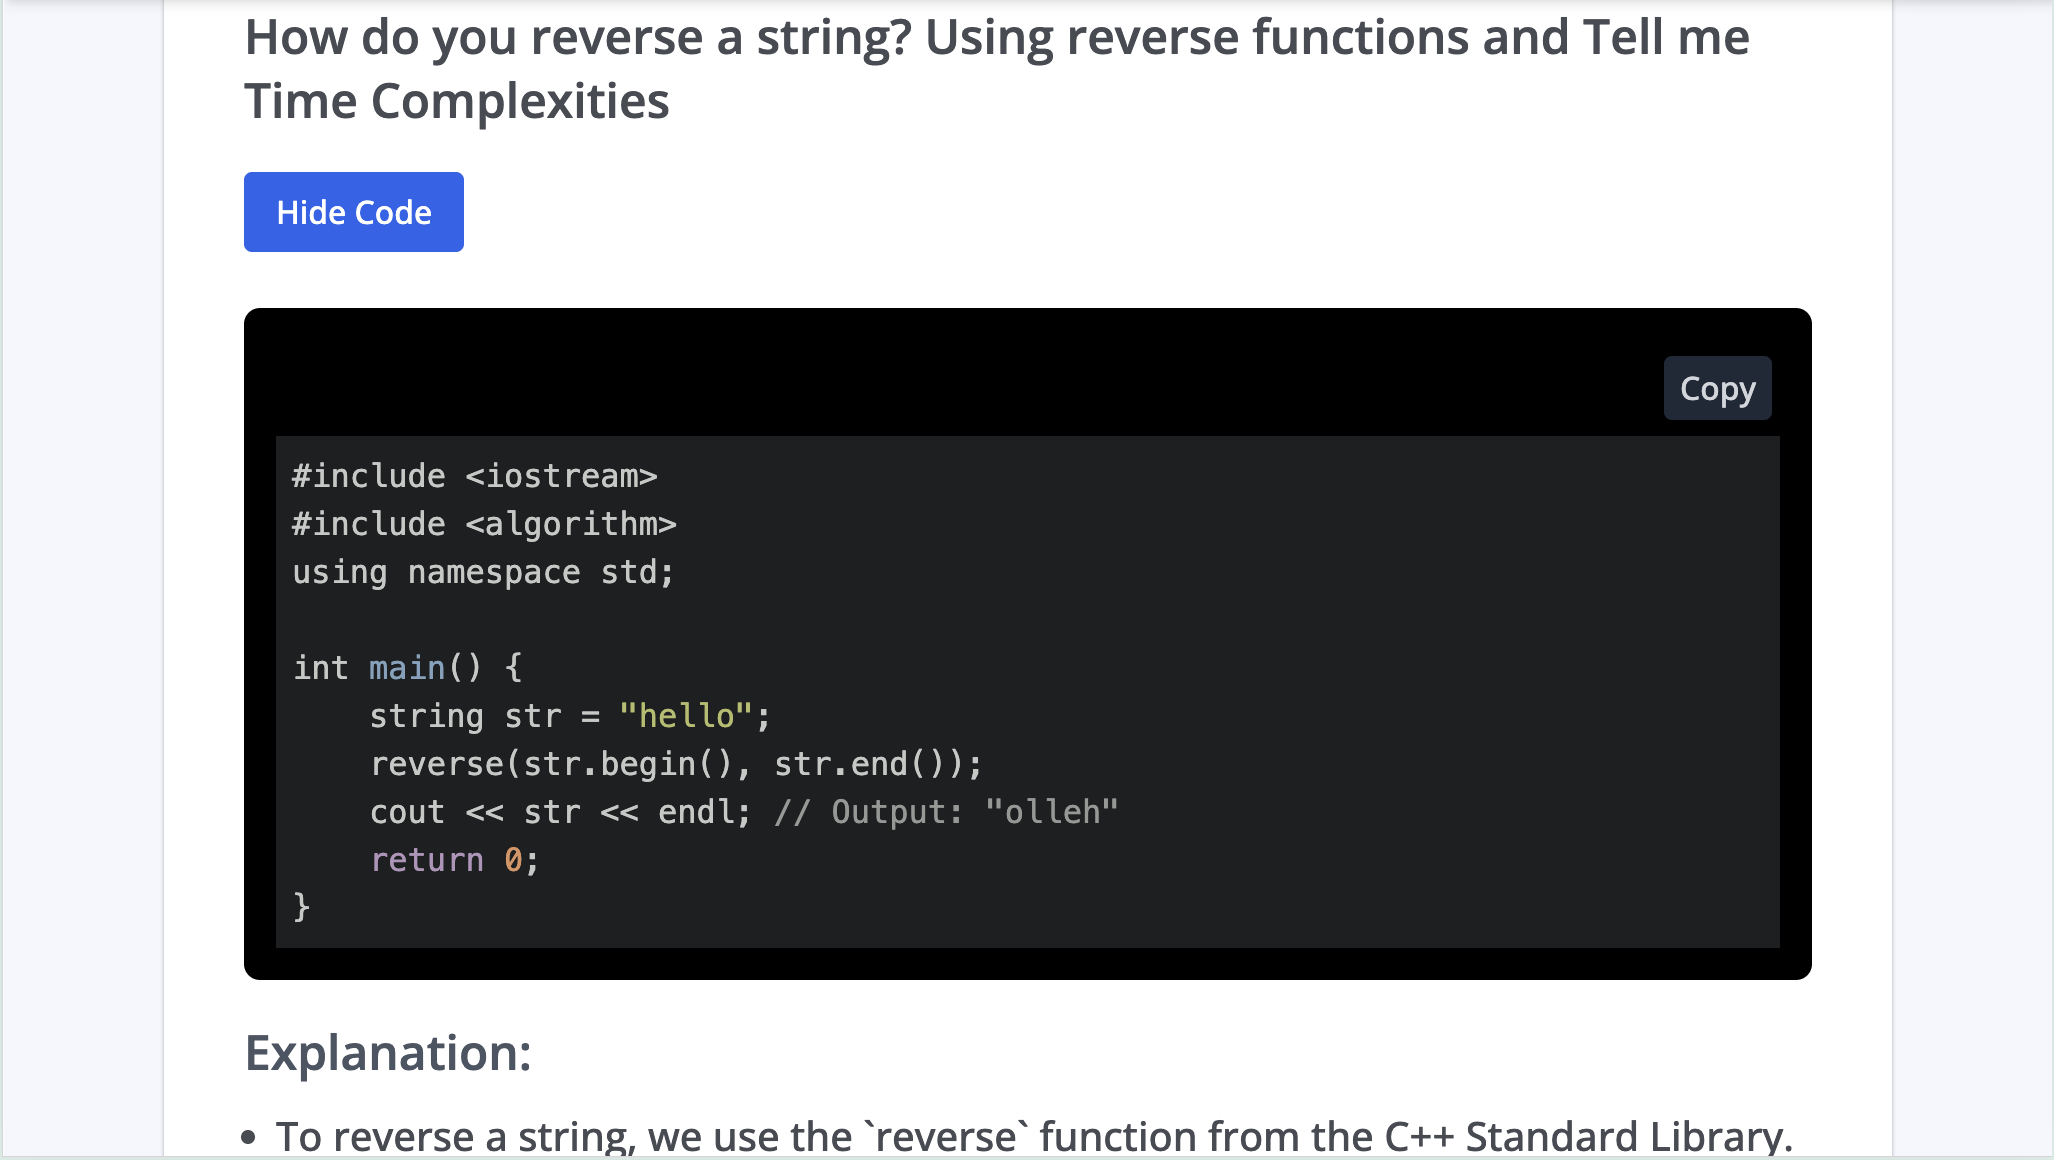 How do you reverse a string? Using reverse functions and Tell me
Time Complexities
Hide Code
Copy
#include <iostream>
#include <algorithm>
using namespace std;
int main() {
    string str = "hello";
    reverse(str.begin(), str.end());
    cout << str << endl; // Output: "olleh"
    return 0;
}
Explanation:
• To reverse a string, we use the `reverse` function from the C++ Standard Library.